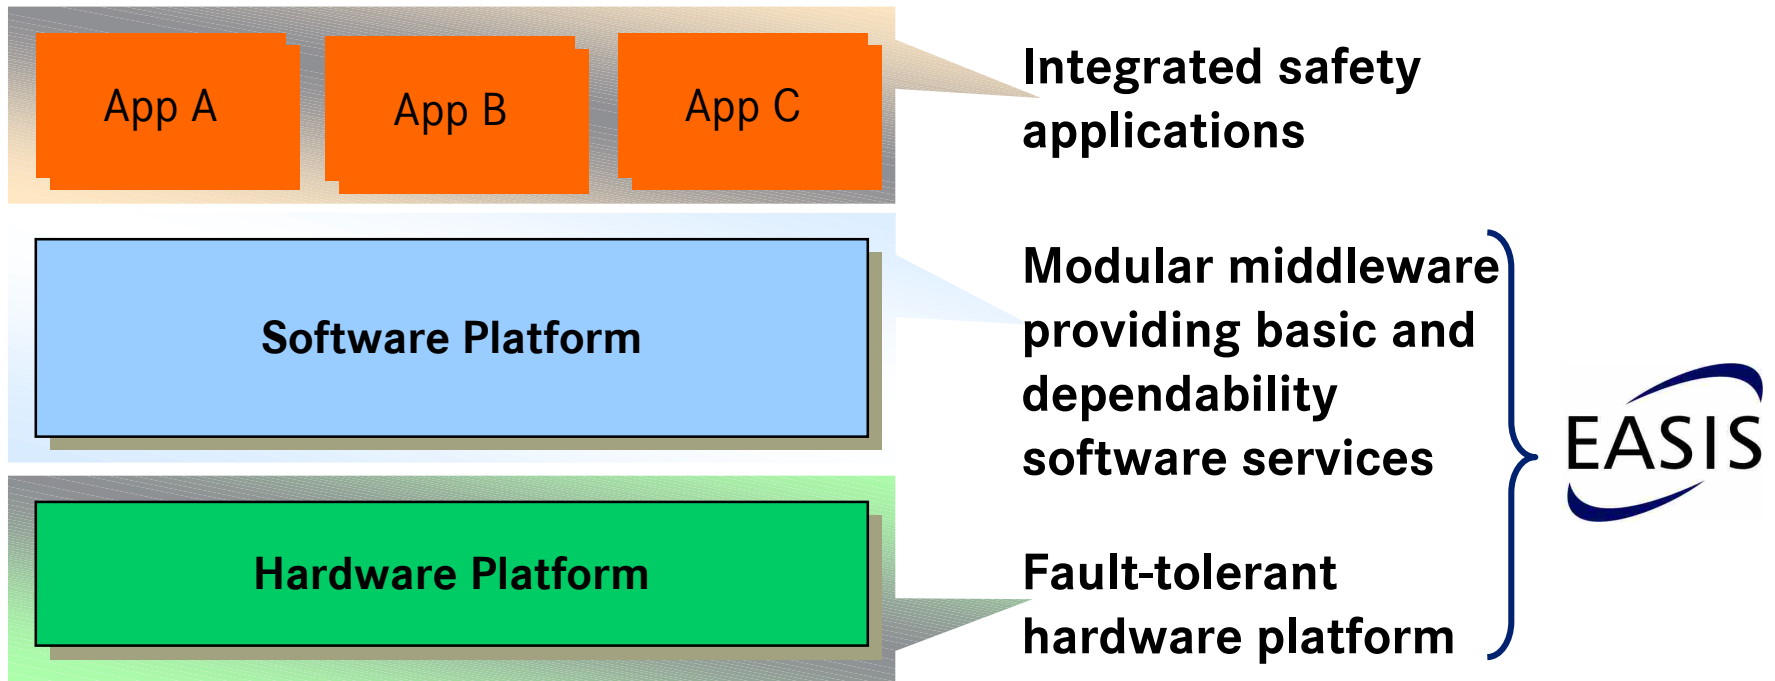 App A
App B
App C
Integrated safety
applications
Software Platform
Modular middleware
providing basic and
dependability
software services
EASIS
Hardware Platform
Fault-tolerant
hardware platform